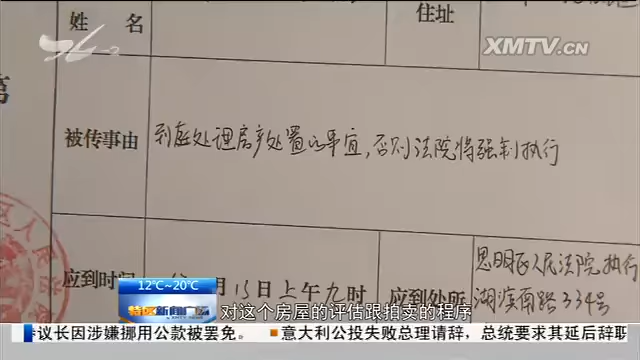 住址
姓 名
XMTV.CN
被传事由
到庭处理房产处置的事宜,否则法院将强制执行
应到时间
月15日上午九时
应到处所
思明区人民法院执行
湖滨南路334号
12℃~20℃
特区新闻广场
对这个房屋的评估跟拍卖的程序
参议长因涉嫌挪用公款被罢免。
意大利公投失败总理请辞,总统要求其延后辞职